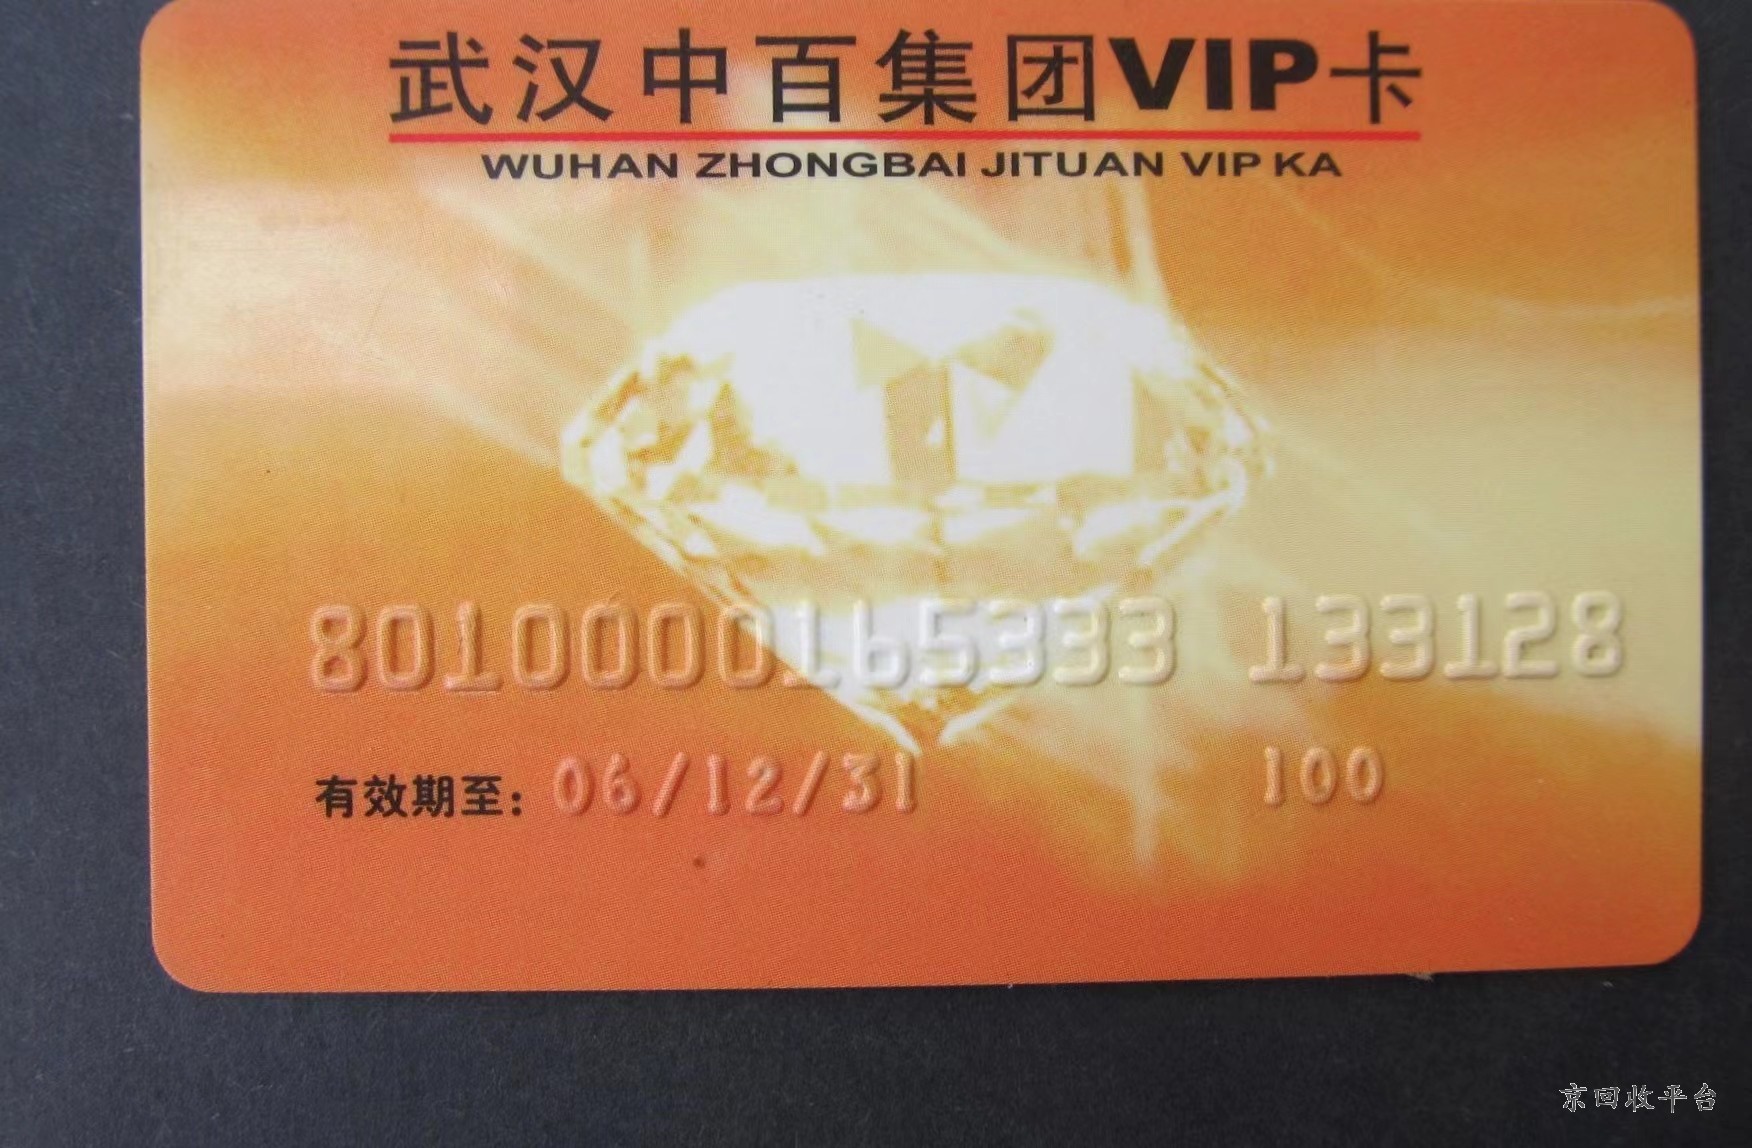 武汉中百集团VIP卡
WUHAN ZHONGBAI JITUAN VIP KA
8010000165333 133128
有效期至: 06/12/31 100
京回收平台